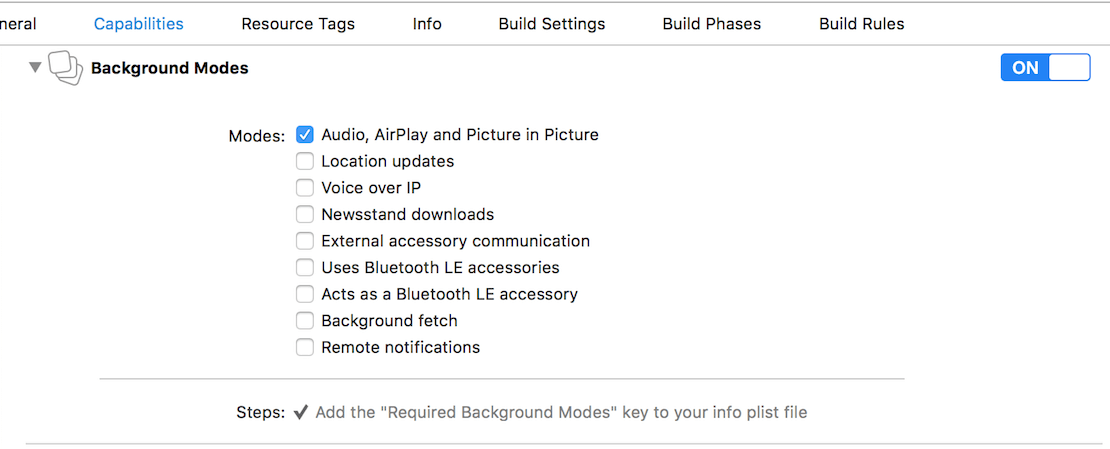 neral Capabilities Resource Tags Info Build Settings Build Phases Build Rules
Background Modes ON
Modes: Audio, AirPlay and Picture in Picture
Location updates
Voice over IP
Newsstand downloads
External accessory communication
Uses Bluetooth LE accessories
Acts as a Bluetooth LE accessory
Background fetch
Remote notifications
Steps: ✓ Add the "Required Background Modes" key to your info plist file